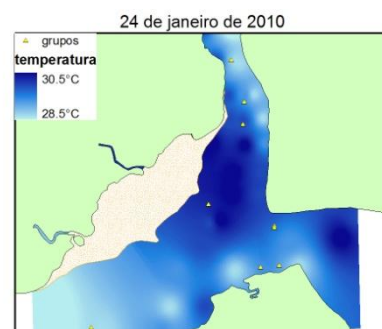 24 de janeiro de 2010
grupos
temperatura
30.5°C
28.5°C